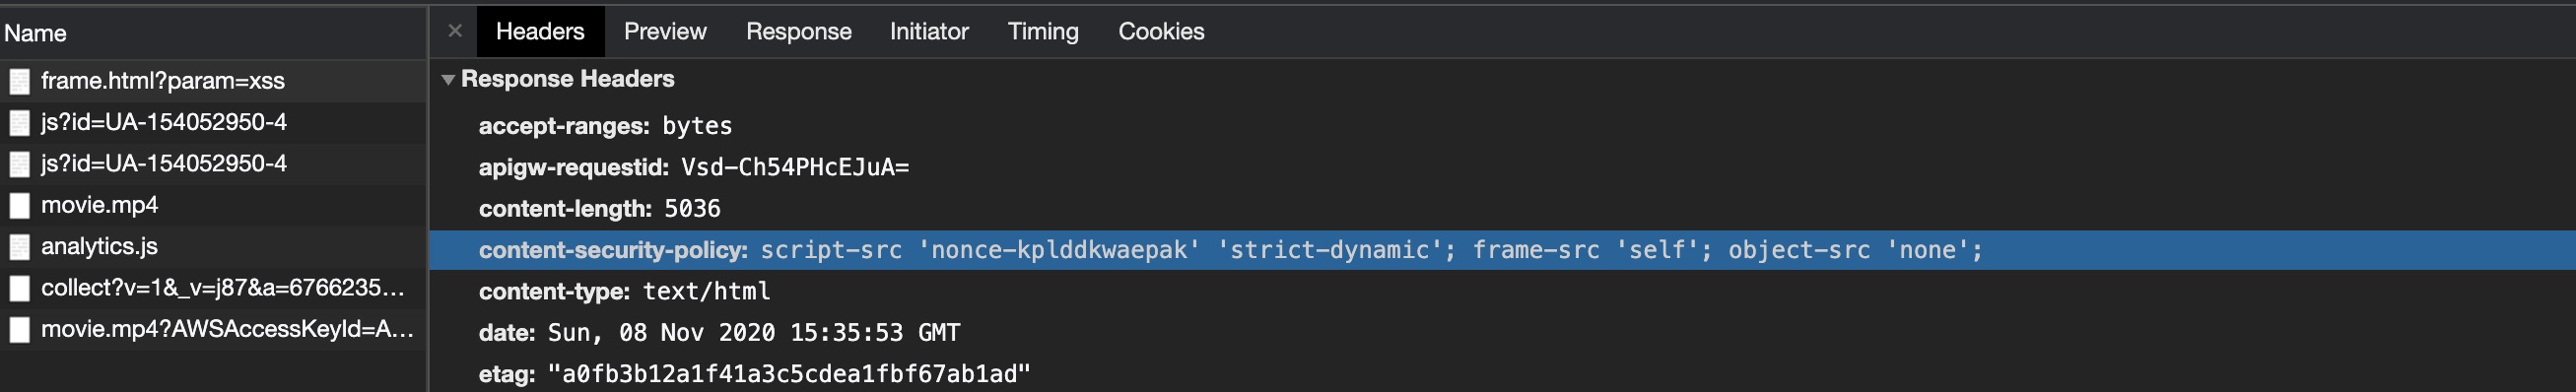 Name
frame.html?param=xss
js?id=UA-154052950-4
js?id=UA-154052950-4
movie.mp4
analytics.js
collect?v=1&_v=j87&a=6766235...
movie.mp4?AWSAccessKeyId=A...
× Headers Preview Response Initiator Timing Cookies
▼ Response Headers
accept-ranges: bytes
apigw-requestid: Vsd-Ch54PHcEJuA=
content-length: 5036
content-security-policy: script-src 'nonce-kplddkwaepak' 'strict-dynamic'; frame-src 'self'; object-src 'none';
content-type: text/html
date: Sun, 08 Nov 2020 15:35:53 GMT
etag: "a0fb3b12a1f41a3c5cdea1fbf67ab1ad"